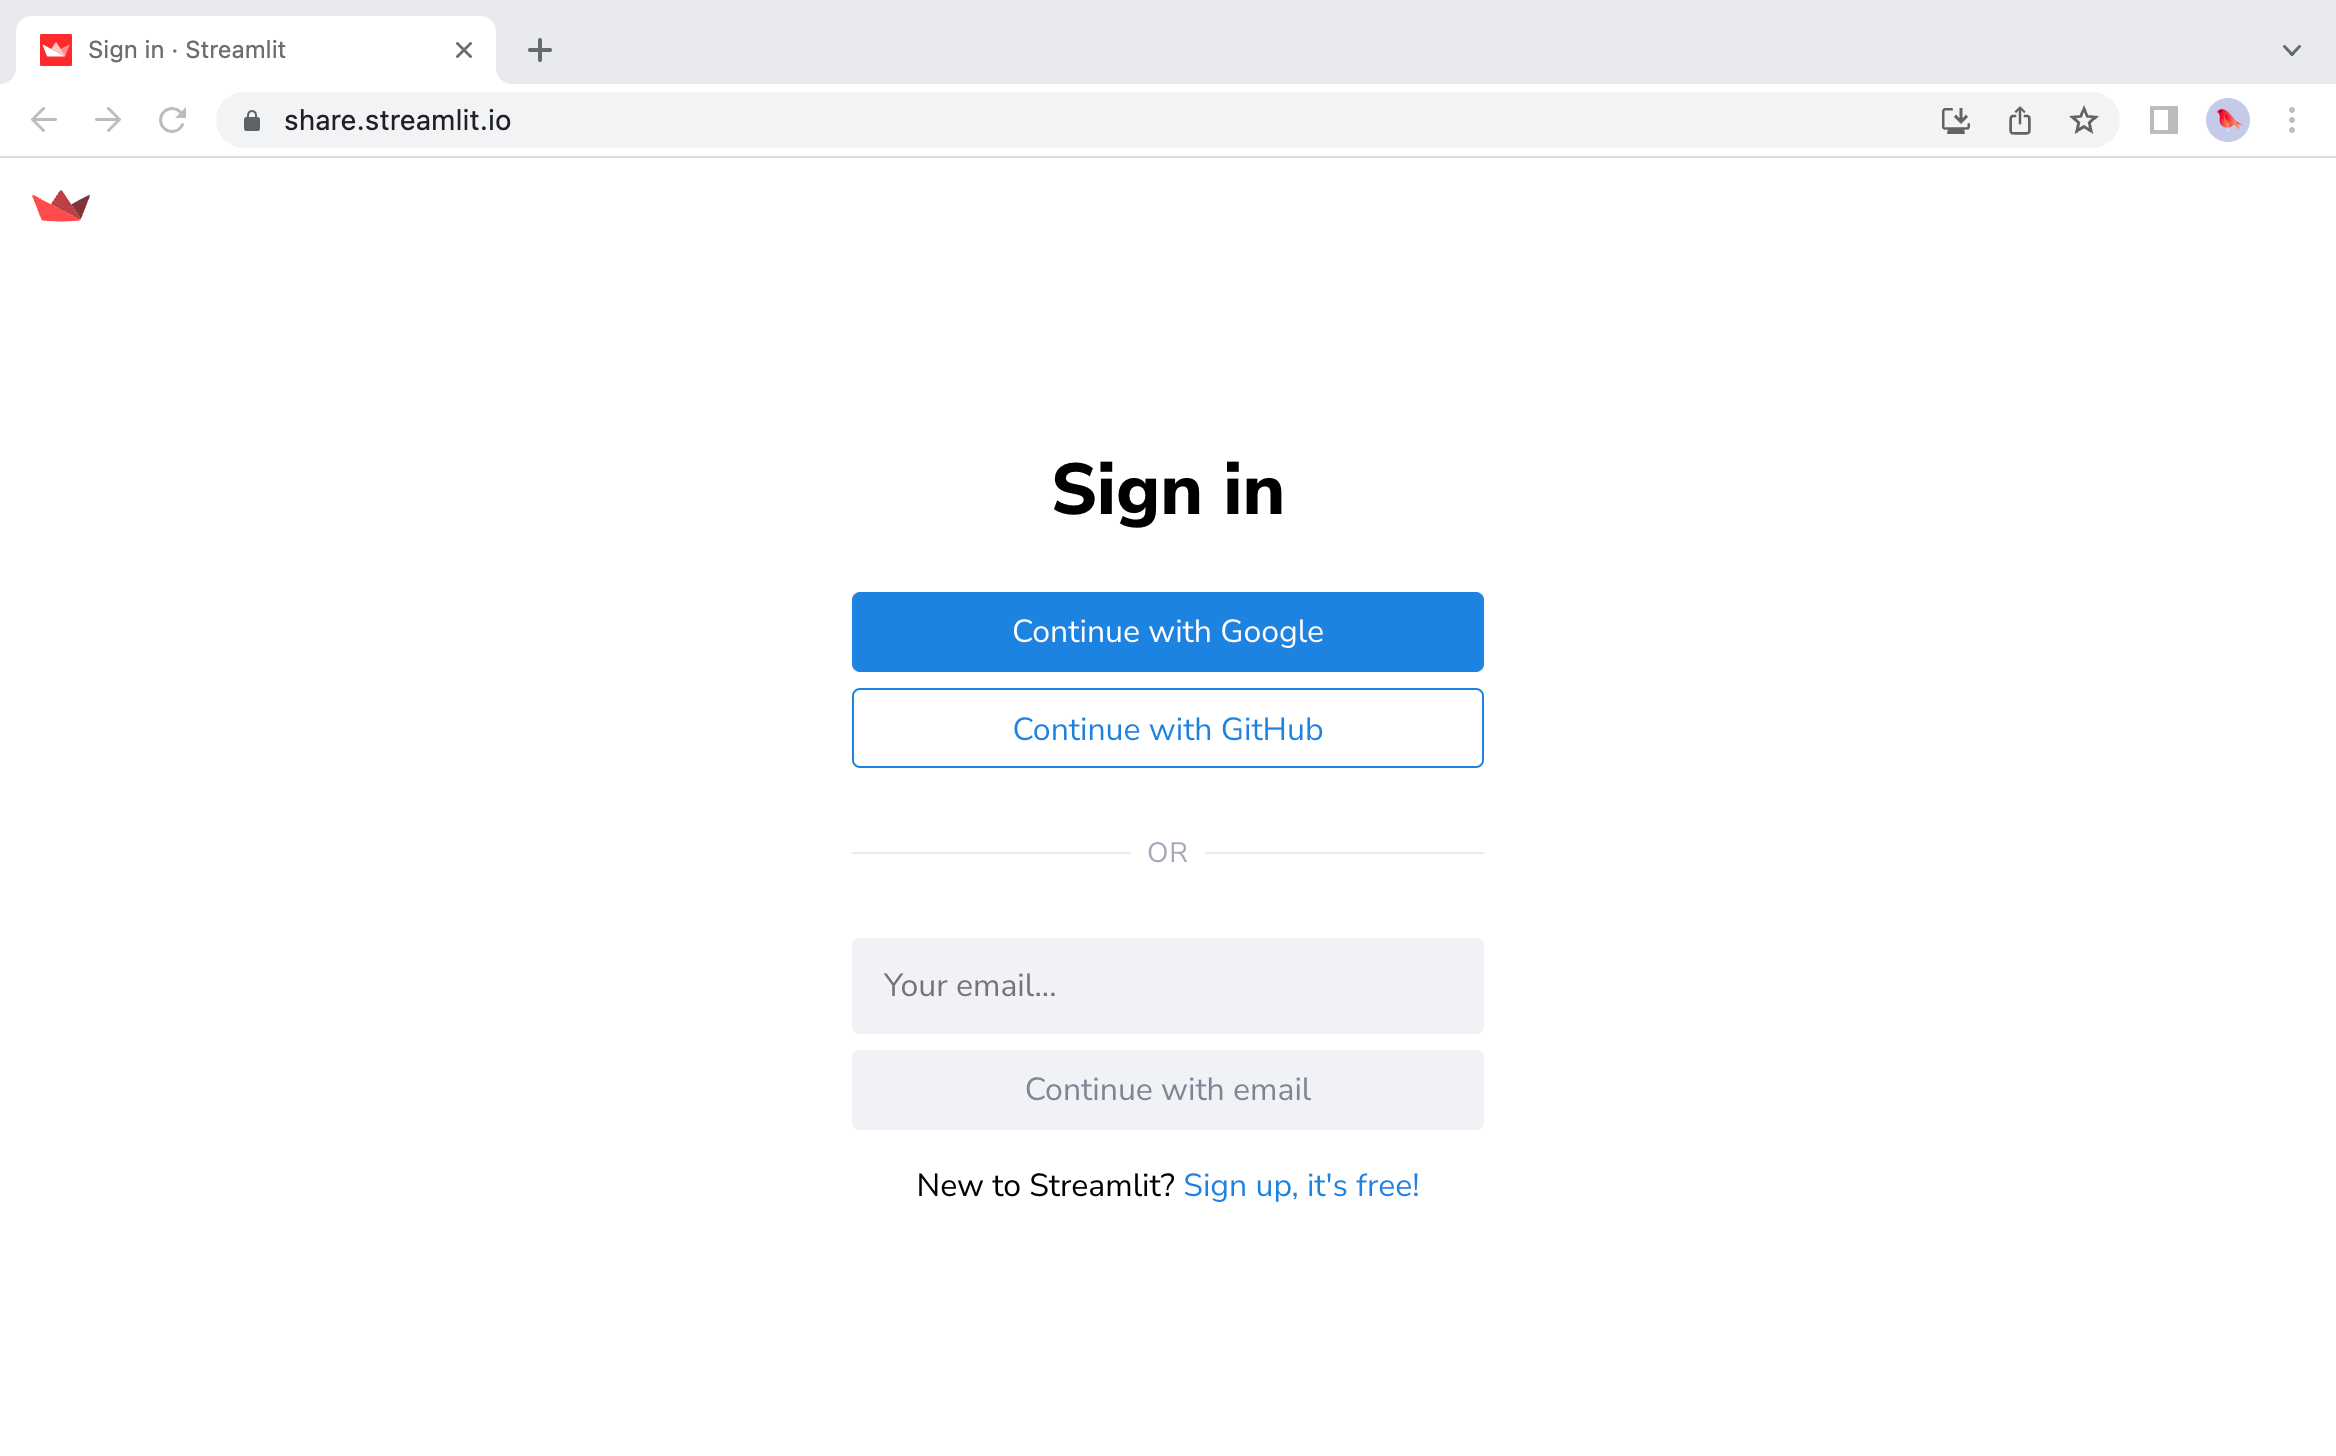 Sign in · Streamlit
share.streamlit.io
Sign in
Continue with Google
Continue with GitHub
OR
Your email...
Continue with email
New to Streamlit? Sign up, it's free!